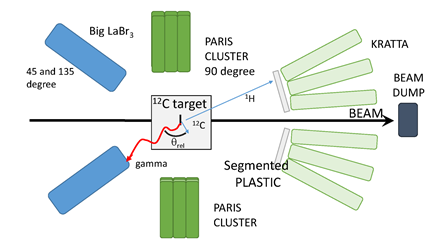 Big LaBr3
PARIS
CLUSTER
90 degree
KRATTA
45 and 135
degree
BEAM
DUMP
12C target
1H
BEAM
12C
θrel
gamma
Segmented
PLASTIC
PARIS
CLUSTER